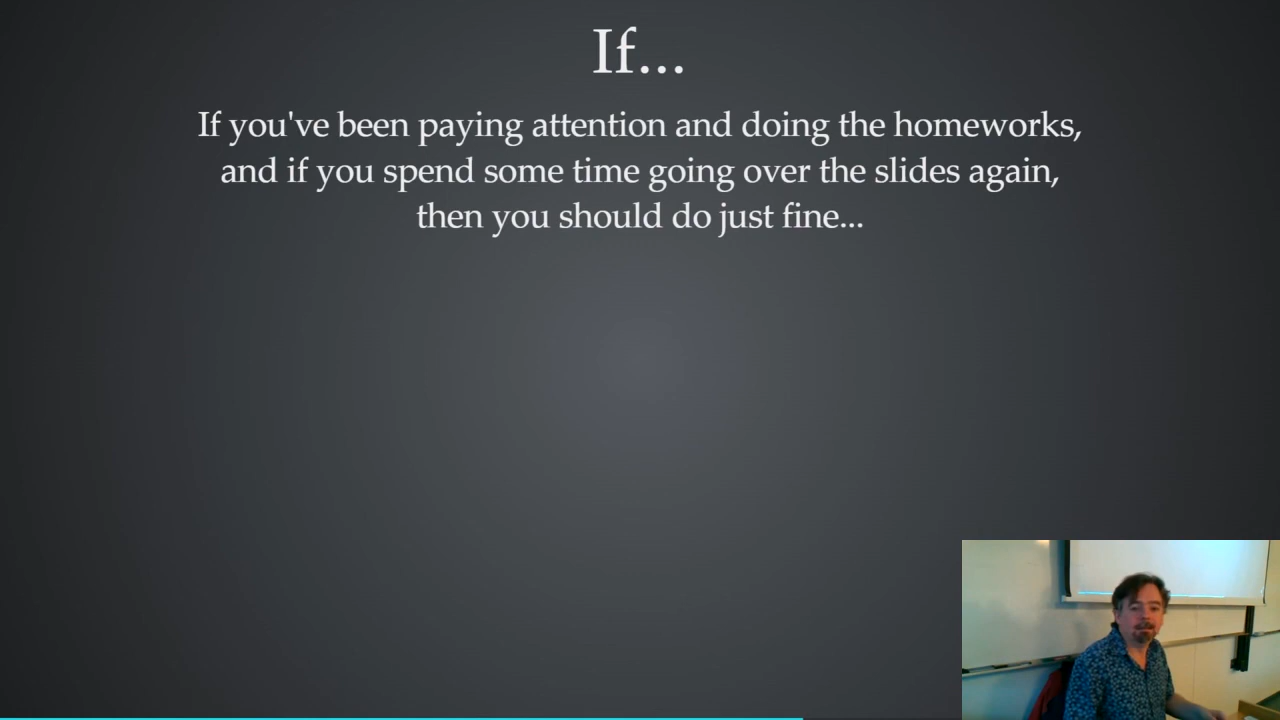 If...
If you've been paying attention and doing the homeworks,
and if you spend some time going over the slides again,
then you should do just fine...